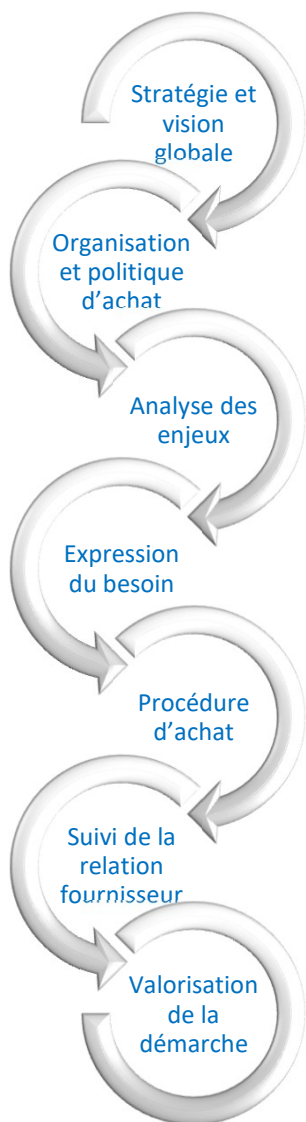 Stratégie et
vision
globale
Organisation
et politique
d'achat
Analyse des
enjeux
Expression
du besoin
Procédure
d'achat
Suivi de la
relation
fournisseur
Valorisation
de la
démarche